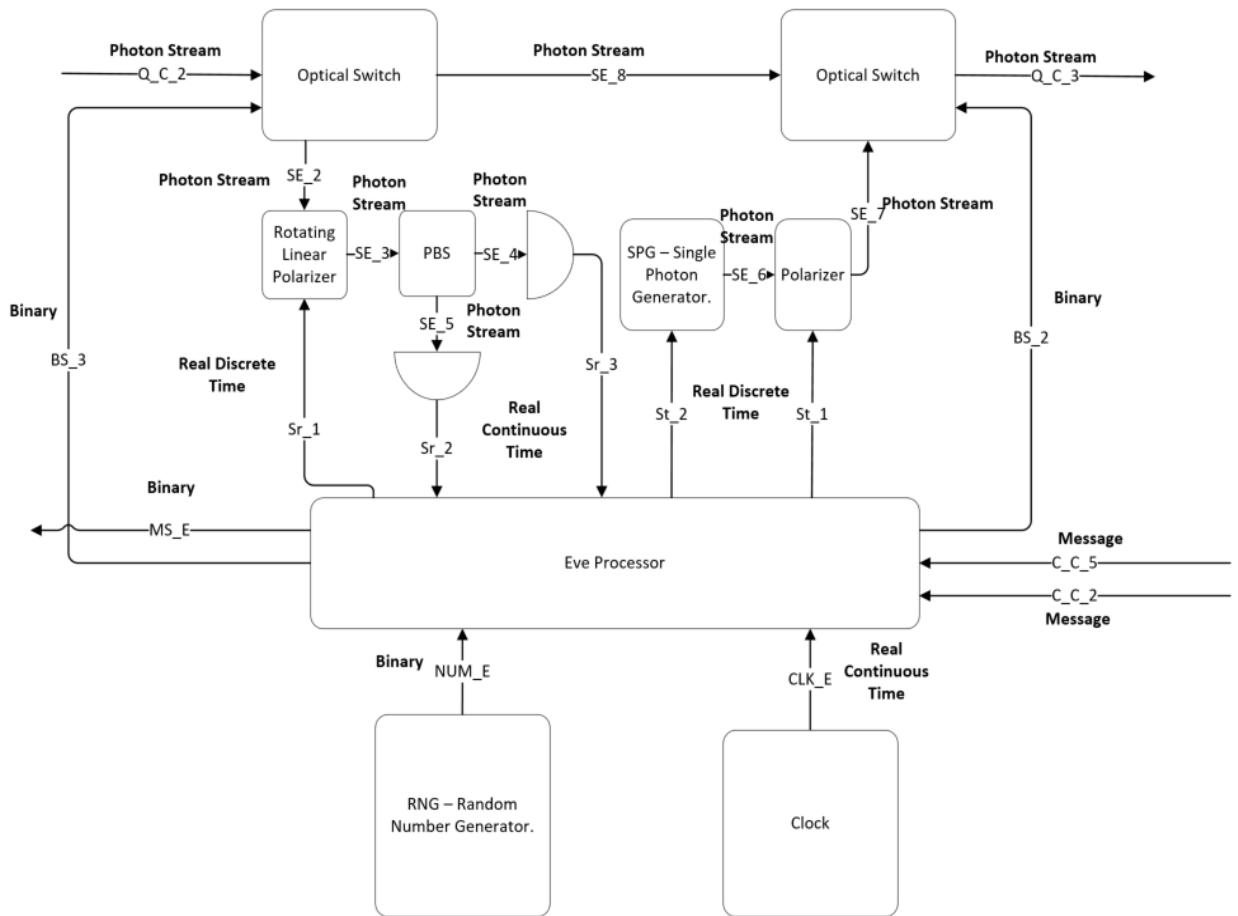 Photon Stream
Q_C_2
Optical Switch
Photon Stream
SE_8
Optical Switch
Photon Stream
Q_C_3
SE_2
Photon Stream
Photon
Stream
Photon
Stream
Rotating
Linear
Polarizer
SE_3
PBS
SE_4
SPG – Single
Photon
Generator.
Photon
Stream
SE_6
Polarizer
SE_7
Photon Stream
Binary
BS_3
SE_5
Photon
Stream
Binary
BS_2
Real Discrete
Time
Sr_1
Sr_3
Real
Continuous
Time
Sr_2
St_2
Real Discrete
Time
St_1
Binary
MS_E
Eve Processor
Message
C_C_5
C_C_2
Message
Binary
NUM_E
CLK_E
Real
Continuous
Time
RNG – Random
Number Generator.
Clock